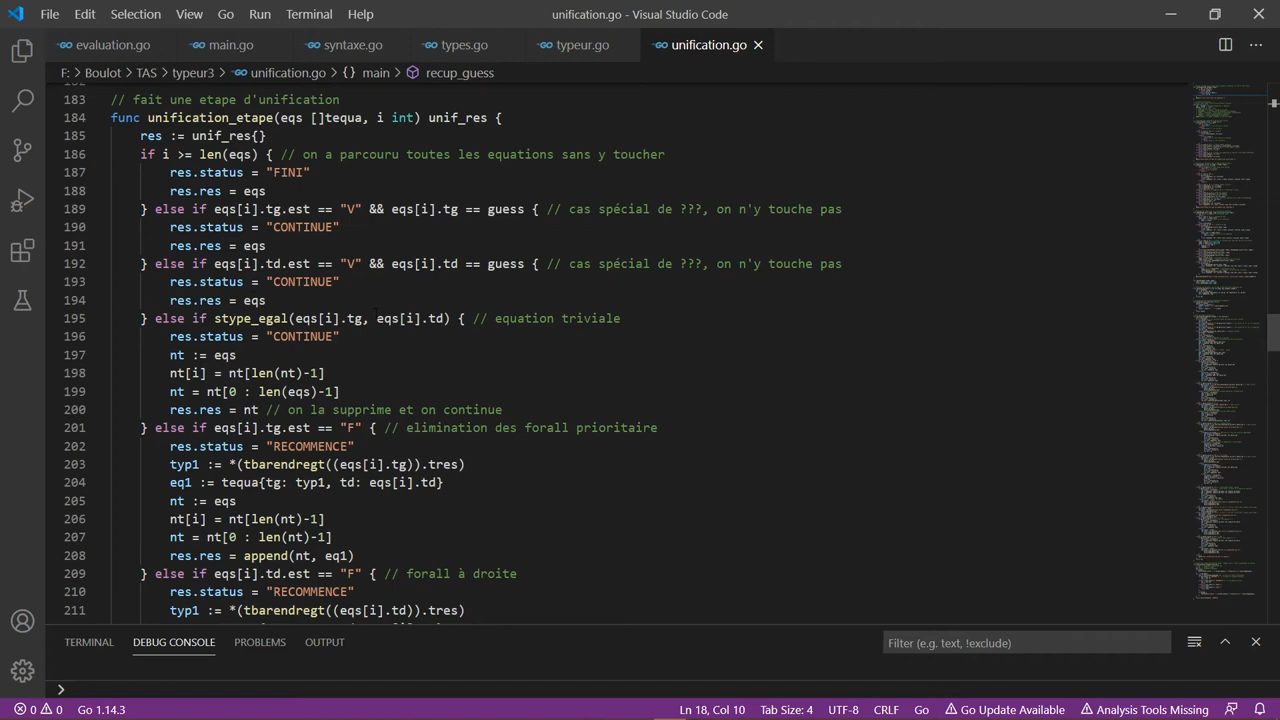 File Edit Selection View Go Run Terminal Help unification.go - Visual Studio Code
evaluation.go main.go syntaxe.go types.go typeur.go unification.go
F: > Boulot > TAS > typeur3 > unification.go > {} main > recup_guess
183 // fait une etape d'unification
184 func unification_etape(eqs []tequa, i int) unif_res {
185 res := unif_res{}
186 if i >= len(eqs) { // on a parcouru toutes les equations sans y toucher
187 res.status = "FINI"
188 res.res = eqs
189 } else if eqs[i].tg.est == "V" && eqs[i].tg == { // cas spécial de ???, on n'y touche pas
190 res.status = "CONTINUE"
191 res.res = eqs
192 } else if eqs[i].td.est == "V" && eqs[i].td == { // cas spécial de ???, on n'y touche pas
193 res.status = "CONTINUE"
194 res.res = eqs
195 } else if stype_egal(eqs[i].tg, eqs[i].td) { // equation triviale
196 res.status = "CONTINUE"
197 nt := eqs
198 nt[i] = nt[len(nt)-1]
199 nt = nt[0 : len(eqs)-1]
200 res.res = nt // on la supprime et on continue
201 } else if eqs[i].tg.est == "F" { // elimination des forall prioritaire
202 res.status = "RECOMMENCE"
203 typ1 := *(tbarendregt((eqs[i].tg)).tres)
204 eq1 := tequa{tg: typ1, td: eqs[i].td}
205 nt := eqs
206 nt[i] = nt[len(nt)-1]
207 nt = nt[0 : len(nt)-1]
208 res.res = append(nt, eq1)
209 } else if eqs[i].td.est == "F" { // forall à droite
210 res.status = "RECOMMENCE"
211 typ1 := *(tbarendregt((eqs[i].td)).tres)
TERMINAL DEBUG CONSOLE PROBLEMS OUTPUT Filter (e.g. text, !exclude)
0 0 Go 1.14.3 Ln 18, Col 10 Tab Size: 4 UTF-8 CRLF Go Go Update Available Analysis Tools Missing